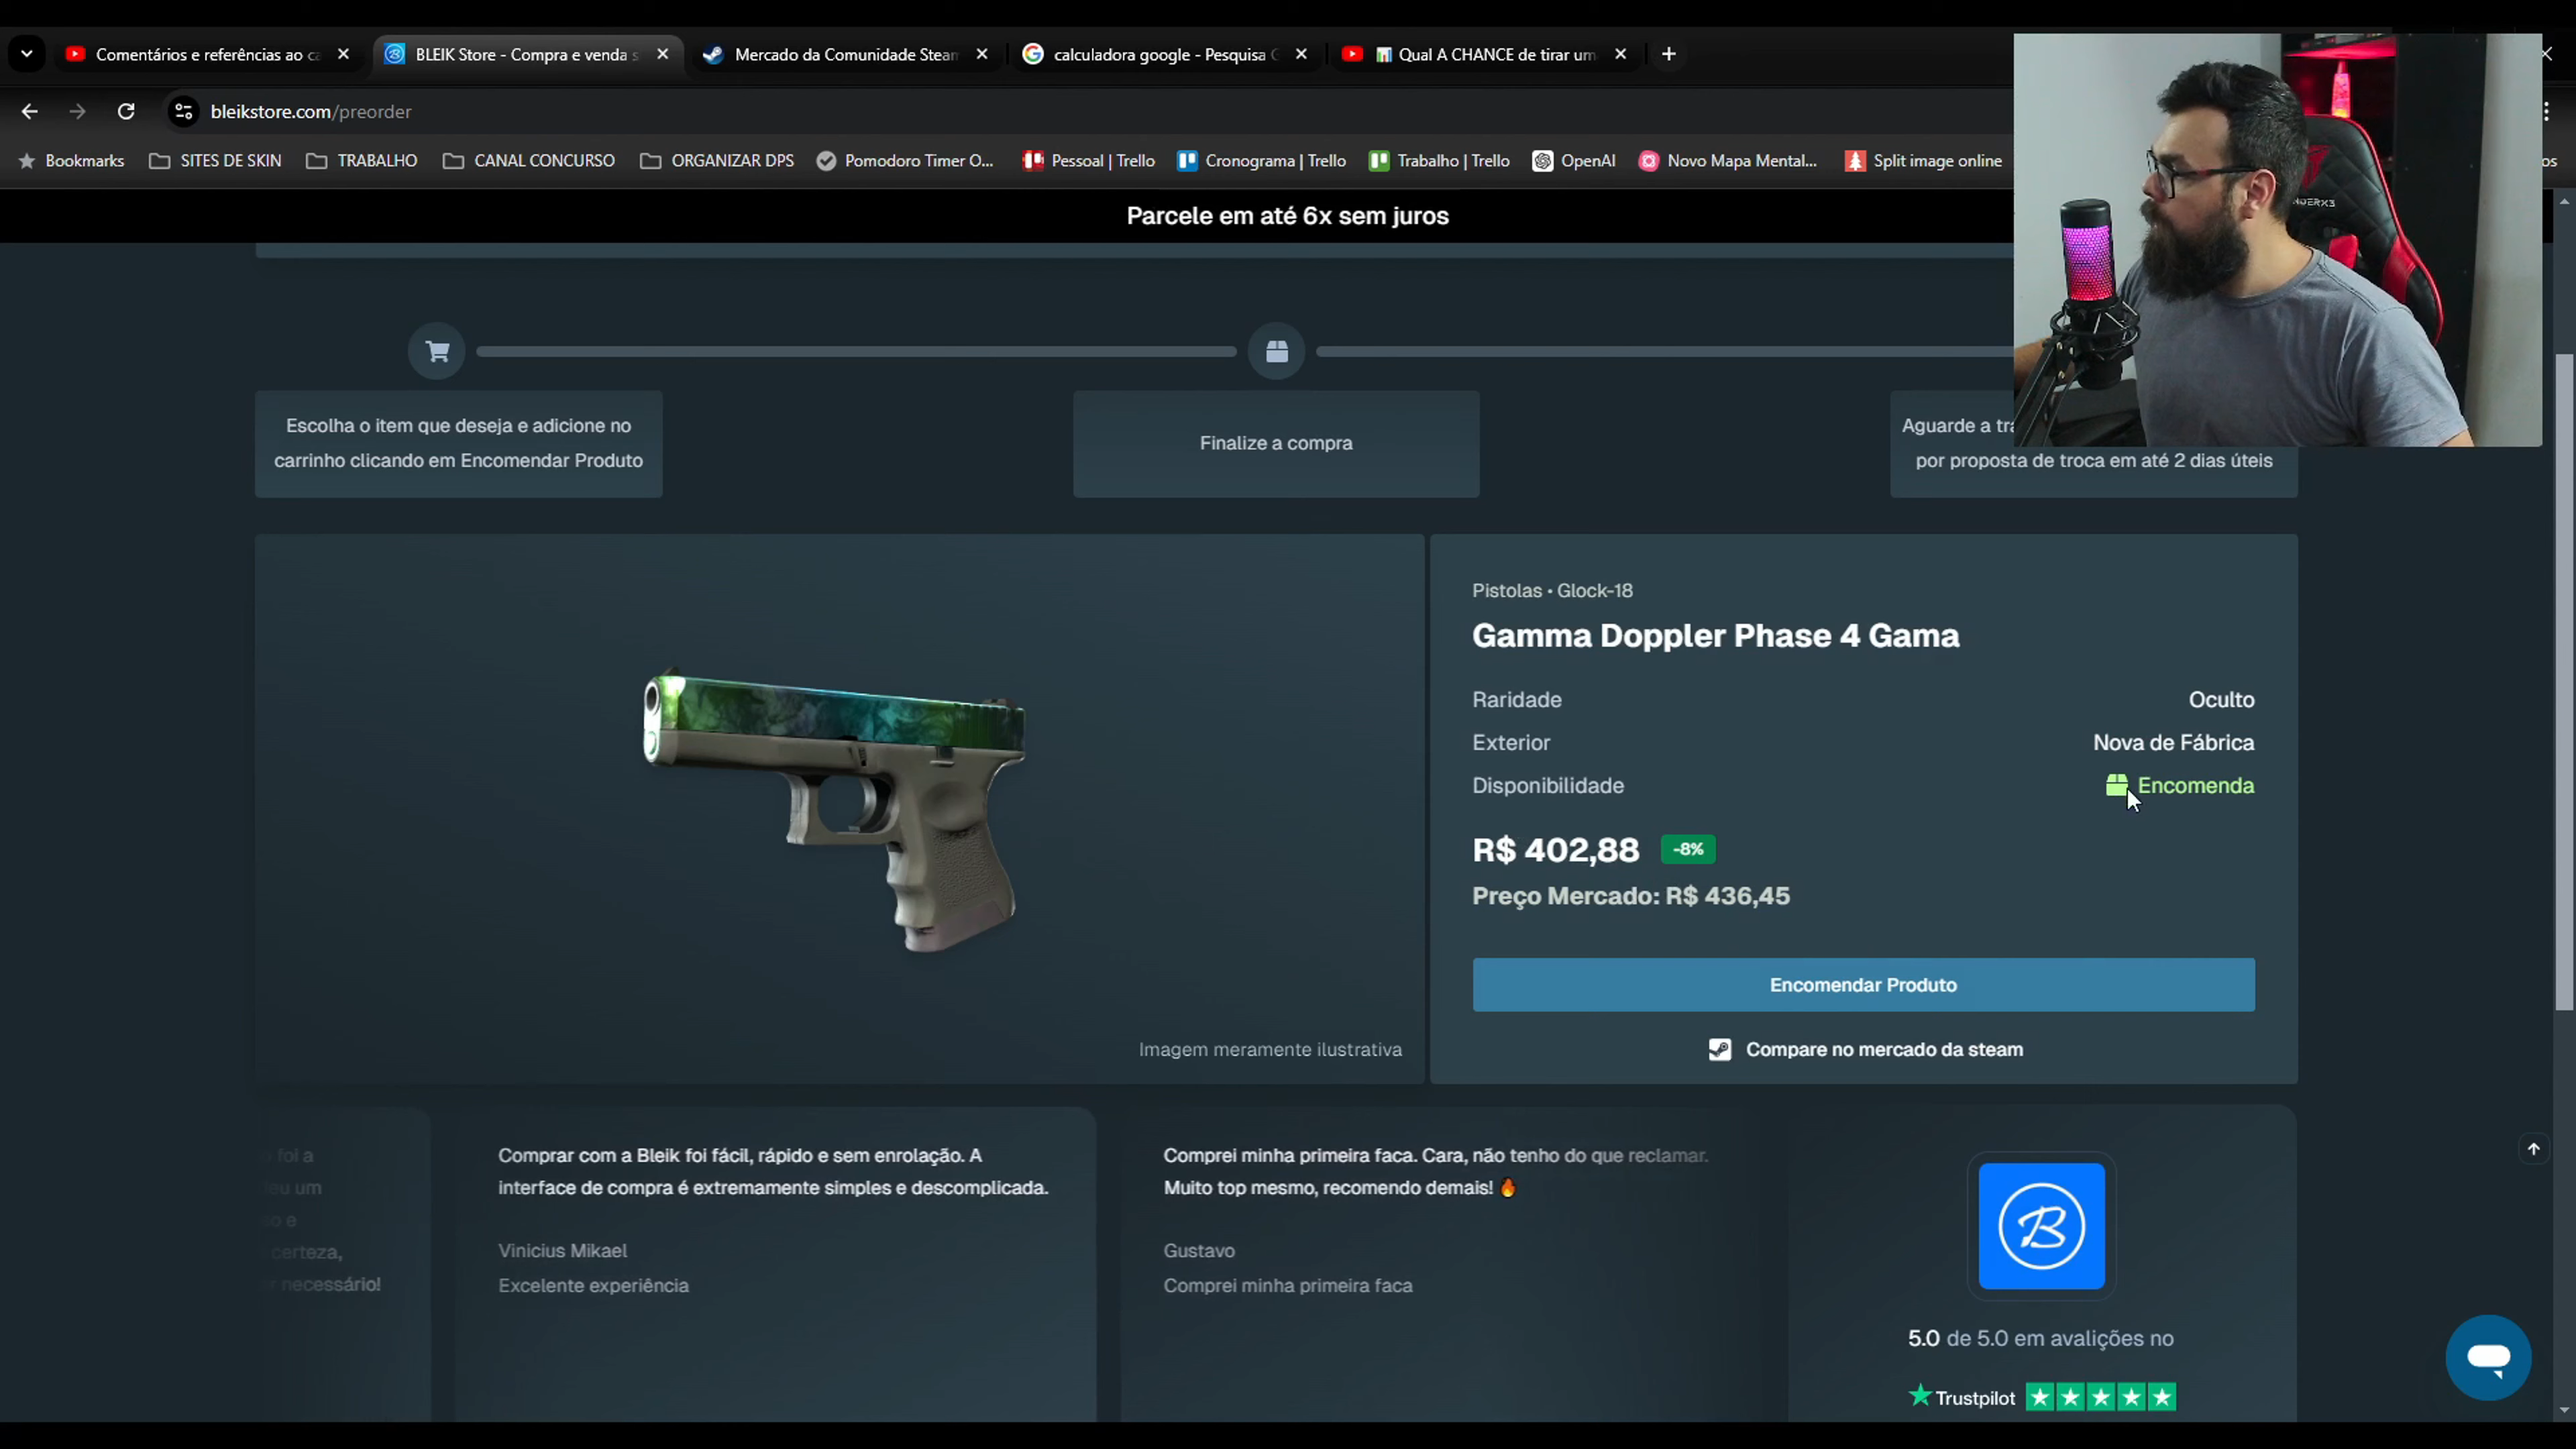 Comentários e referências ao ca
BLEIK Store - Compra e venda s
Mercado da Comunidade Steam
calculadora google - Pesquisa G
Qual A CHANCE de tirar um
bleikstore.com/preorder
Bookmarks
SITES DE SKIN
TRABALHO
CANAL CONCURSO
ORGANIZAR DPS
Pomodoro Timer O...
Pessoal | Trello
Cronograma | Trello
Trabalho | Trello
OpenAI
Novo Mapa Mental...
Split image online
os
Parcele em até 6x sem juros
Escolha o item que deseja e adicione no
carrinho clicando em Encomendar Produto
Finalize a compra
Aguarde a tra
por proposta de troca em até 2 dias úteis
Pistolas • Glock-18
Gamma Doppler Phase 4 Gama
Raridade Oculto
Exterior Nova de Fábrica
Disponibilidade Encomenda
R$ 402,88 -8%
Preço Mercado: R$ 436,45
Encomendar Produto
Compare no mercado da steam
Imagem meramente ilustrativa
foi a
e
certeza,
necessário!
Comprar com a Bleik foi fácil, rápido e sem enrolação. A
interface de compra é extremamente simples e descomplicada.
Vinicius Mikael
Excelente experiência
Comprei minha primeira faca. Cara, não tenho do que reclamar.
Muito top mesmo, recomendo demais! 🔥
Gustavo
Comprei minha primeira faca
B
5.0 de 5.0 em avalições no
Trustpilot